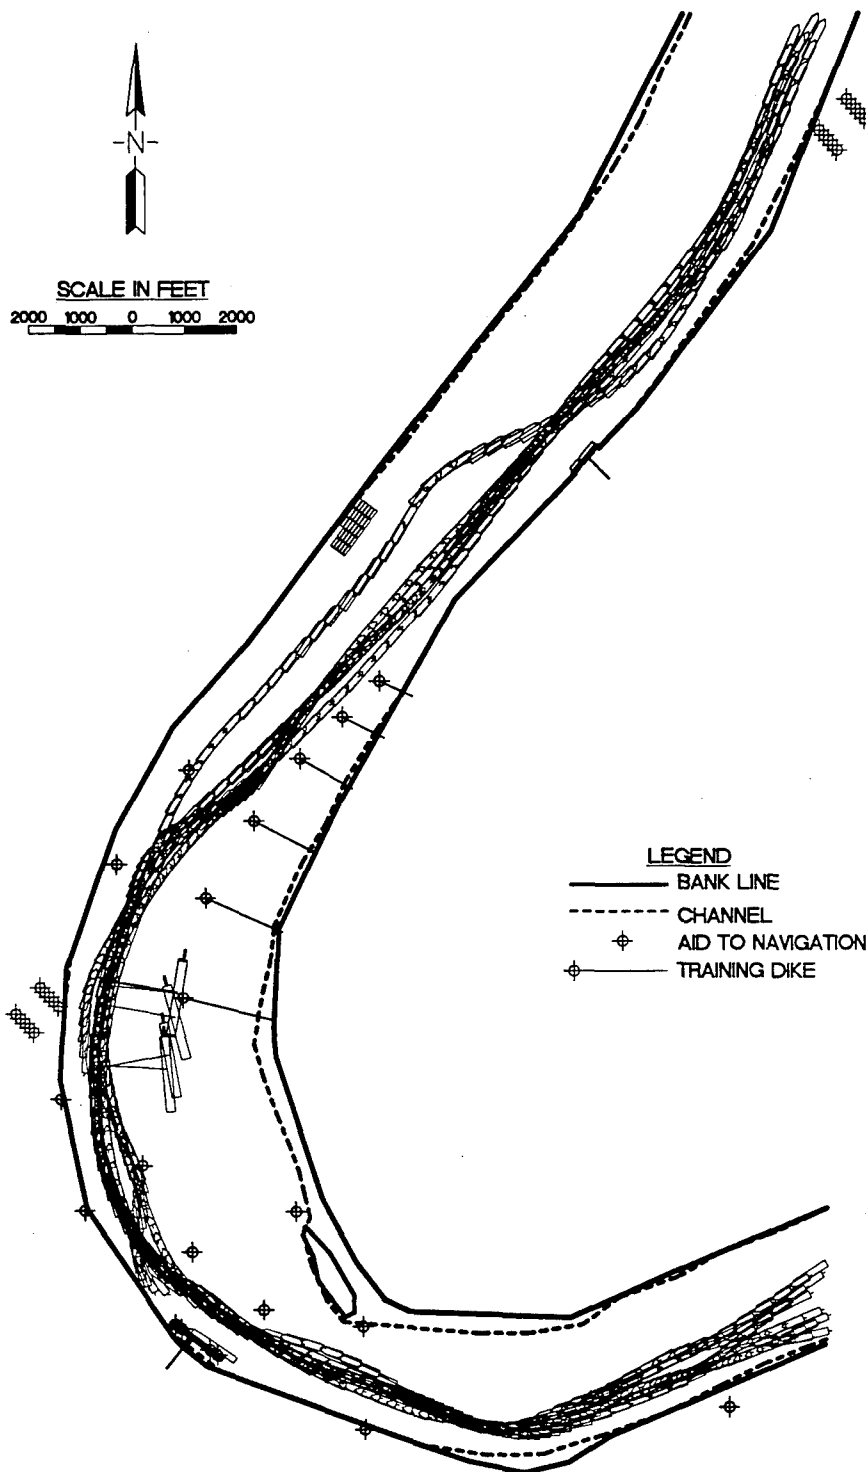 N
SCALE IN FEET
2000 1000 0 1000 2000
LEGEND
BANK LINE
CHANNEL
AID TO NAVIGATION
TRAINING DIKE